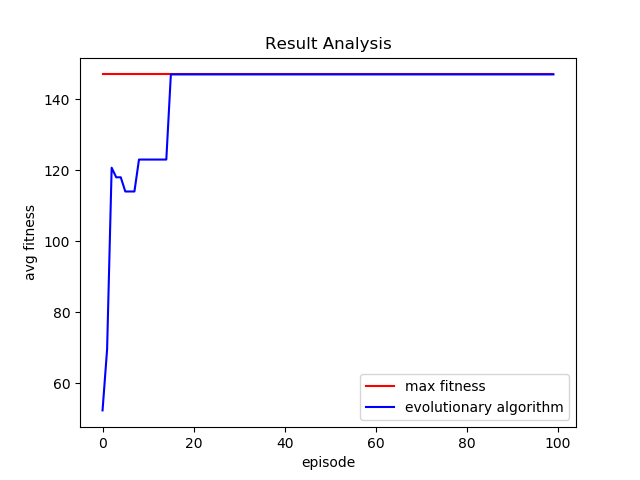 Result Analysis
140
120
100
80
60
avg fitness
max fitness
evolutionary algorithm
0 20 40 60 80 100
episode